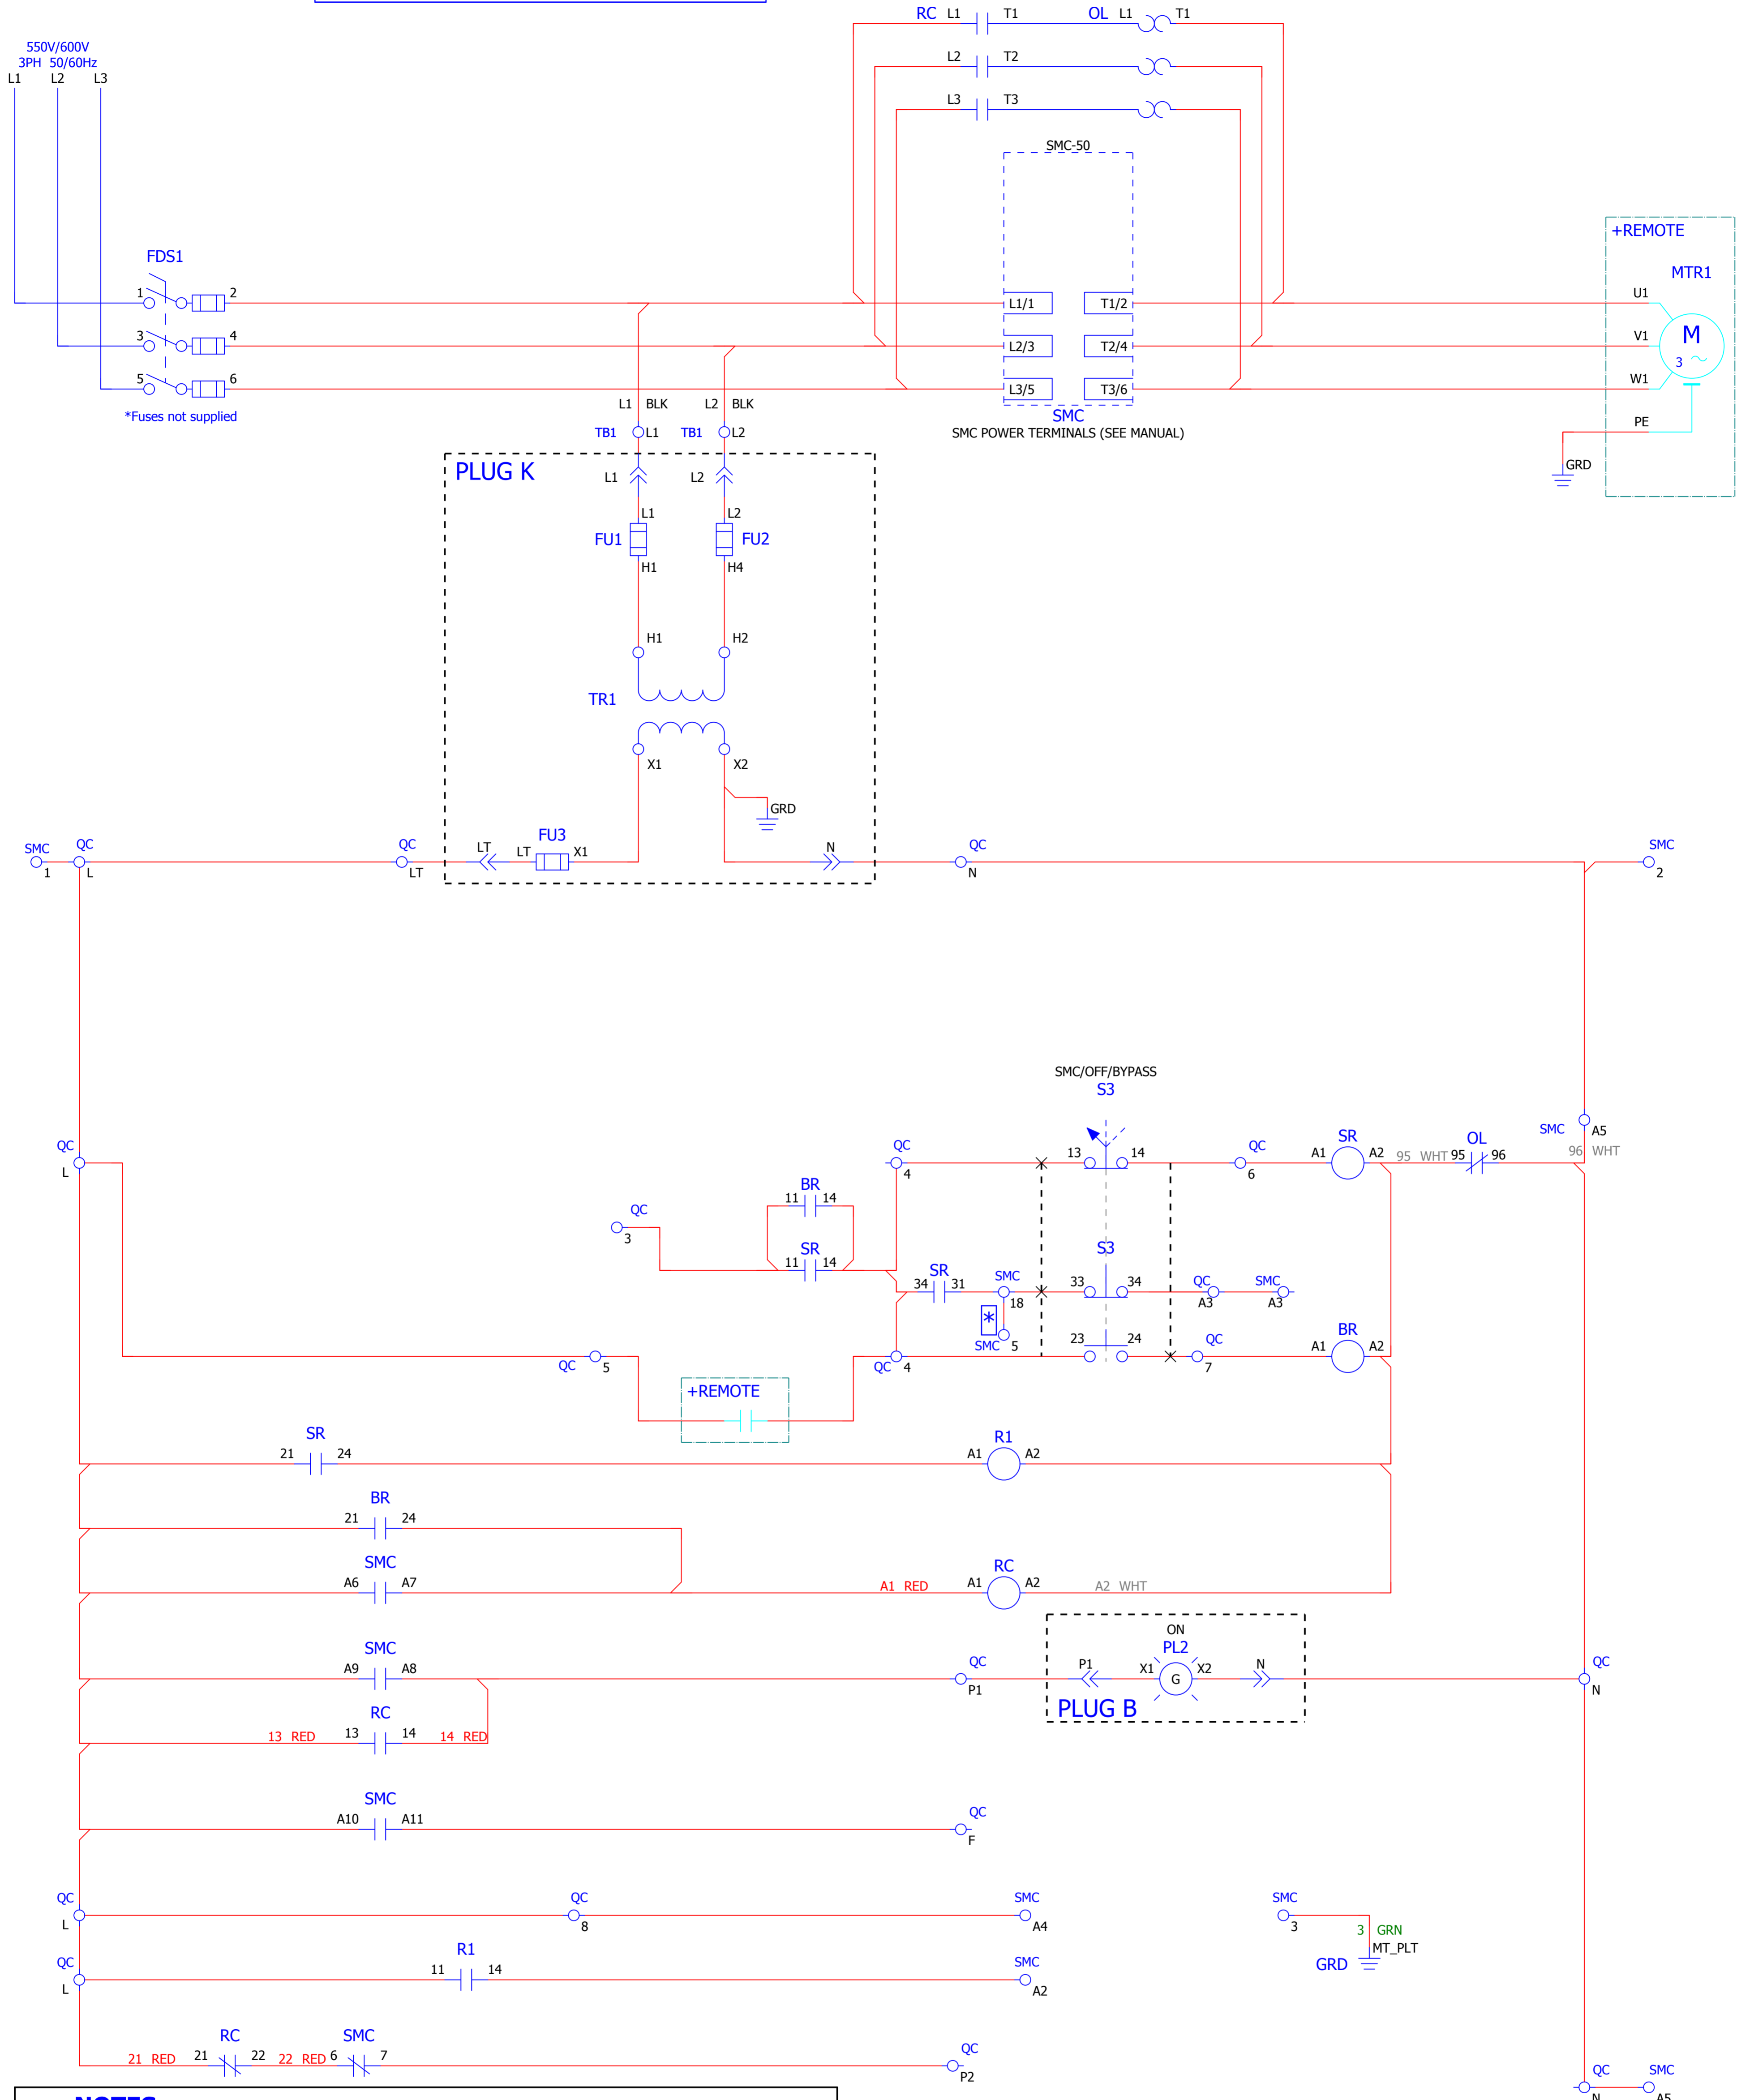 RC L1 T1 OL L1 T1
550V/600V
3PH 50/60Hz
L1 L2 L3
L2 T2
L3 T3
SMC-50
+REMOTE
MTR1
FDS1
1 2
L1/1 T1/2
U1
3 4
L2/3 T2/4
V1
M
3
5 6
L3/5 T3/6
W1
*Fuses not supplied
L1 BLK L2 BLK
SMC
SMC POWER TERMINALS (SEE MANUAL)
PE
TB1 L1 TB1 L2
GRD
PLUG K
L1 L2
L1 L2
FU1 FU2
H1 H4
H1 H2
TR1
X1 X2
GRD
SMC QC QC FU3 QC SMC
1 L LT LT LT X1 N N 2
SMC/OFF/BYPASS
S3
SMC A5
QC QC 13 14 QC SR OL
L 4 6 A1 A2 95 WHT 95 96 96 WHT
BR
11 14
QC
3
SR
11 14
S3
SR
34 31 SMC 33 34 QC SMC
18 A3 A3
*
SMC 5 23 24 QC BR
QC 5 QC 4 7 A1 A2
+REMOTE
SR R1
21 24 A1 A2
BR
21 24
SMC RC
A6 A7 A1 RED A1 A2 A2 WHT
ON
PL2
SMC QC QC
A9 A8 P1 P1 X1 G X2 N N
PLUG B
RC
13 RED 13 14 14 RED
SMC QC
A10 A11 F
QC QC SMC SMC
L 8 A4 3
3 GRN
MT_PLT
GRD
QC R1 SMC
L 11 14 A2
RC SMC QC
21 RED 21 22 22 RED 6 7 P2
QC SMC
N A5
NOTES